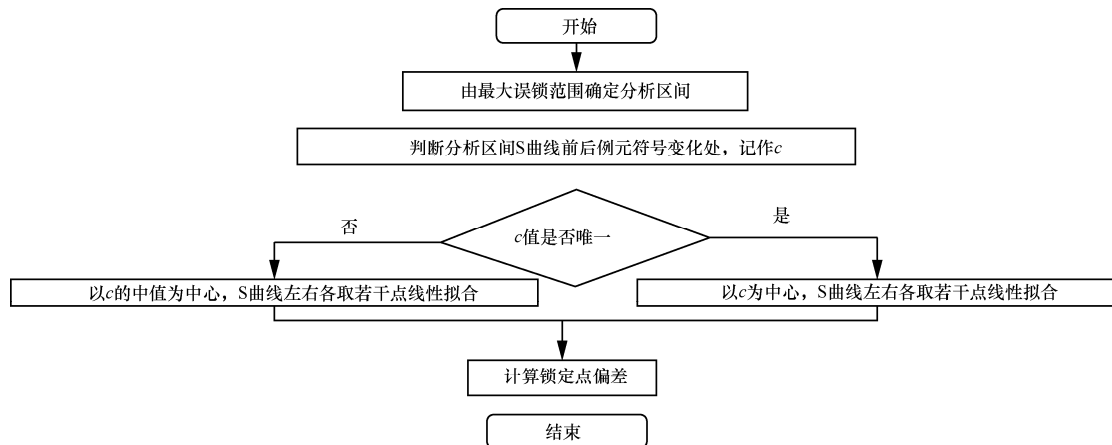 开始
由最大误锁范围确定分析区间
判断分析区间S曲线前后例元符号变化处，记作c
c值是否唯一
否
是
以c的中值为中心，S曲线左右各取若干点线性拟合
以c为中心，S曲线左右各取若干点线性拟合
计算锁定点偏差
结束